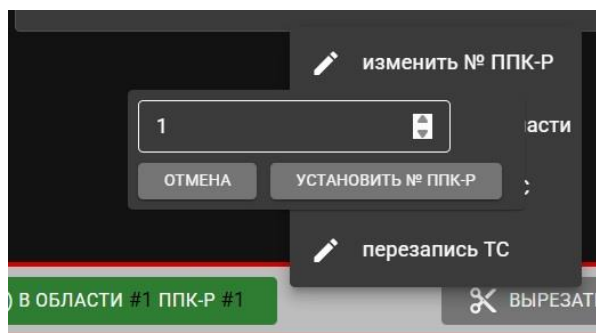 изменить № ППК-Р
1
асти
ОТМЕНА
УСТАНОВИТЬ № ППК-Р
перезапись ТС
) В ОБЛАСТИ #1 ППК-Р #1
ВЫРЕЗАТ